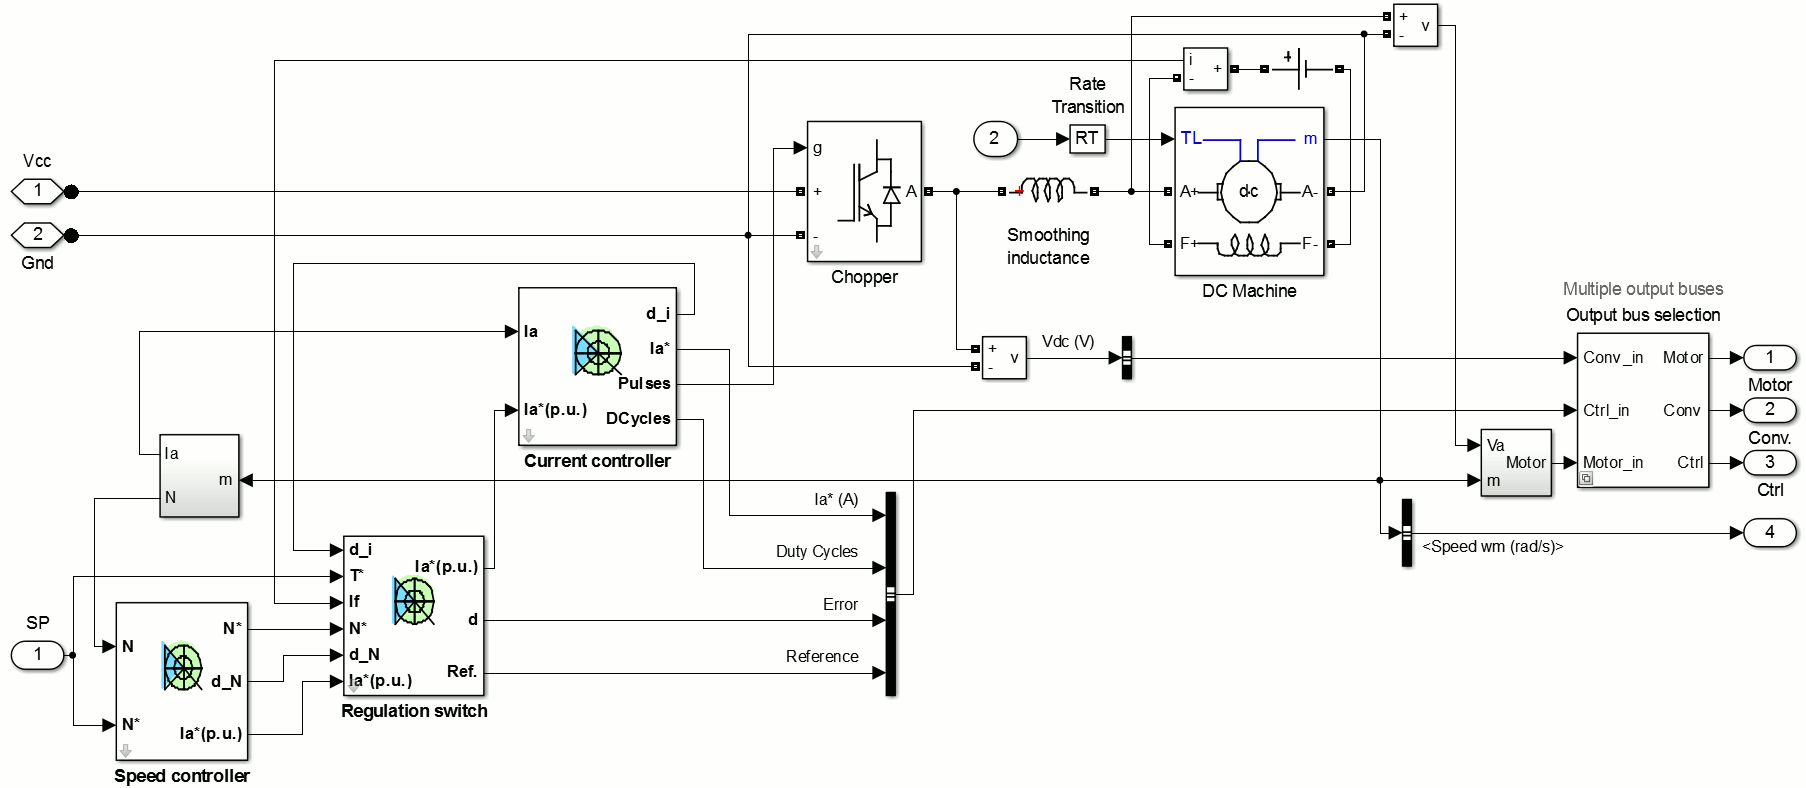 +
v
-
i
+
-
+
Rate
Transition
2
RT
TL
m
A+
dc
A-
F+
F-
DC Machine
Vcc
1
2
Gnd
g
+
A
-
Chopper
Smoothing
inductance
Ia
d_i
Ia*
Pulses
Ia*(p.u.)
DCycles
Current controller
+
v
-
Vdc (V)
Multiple output buses
Output bus selection
Conv_in
Motor
Ctrl_in
Conv
Motor_in
Ctrl
1
Motor
2
Conv.
3
Ctrl
4
Va
Motor
m
<Speed wm (rad/s)>
Ia
m
N
Ia* (A)
Duty Cycles
Error
Reference
d_i
T*
If
N*
d_N
Ia*(p.u.)
Ia*(p.u.)
d
Ref.
Regulation switch
SP
1
N
N*
N*
d_N
Ia*(p.u.)
Speed controller